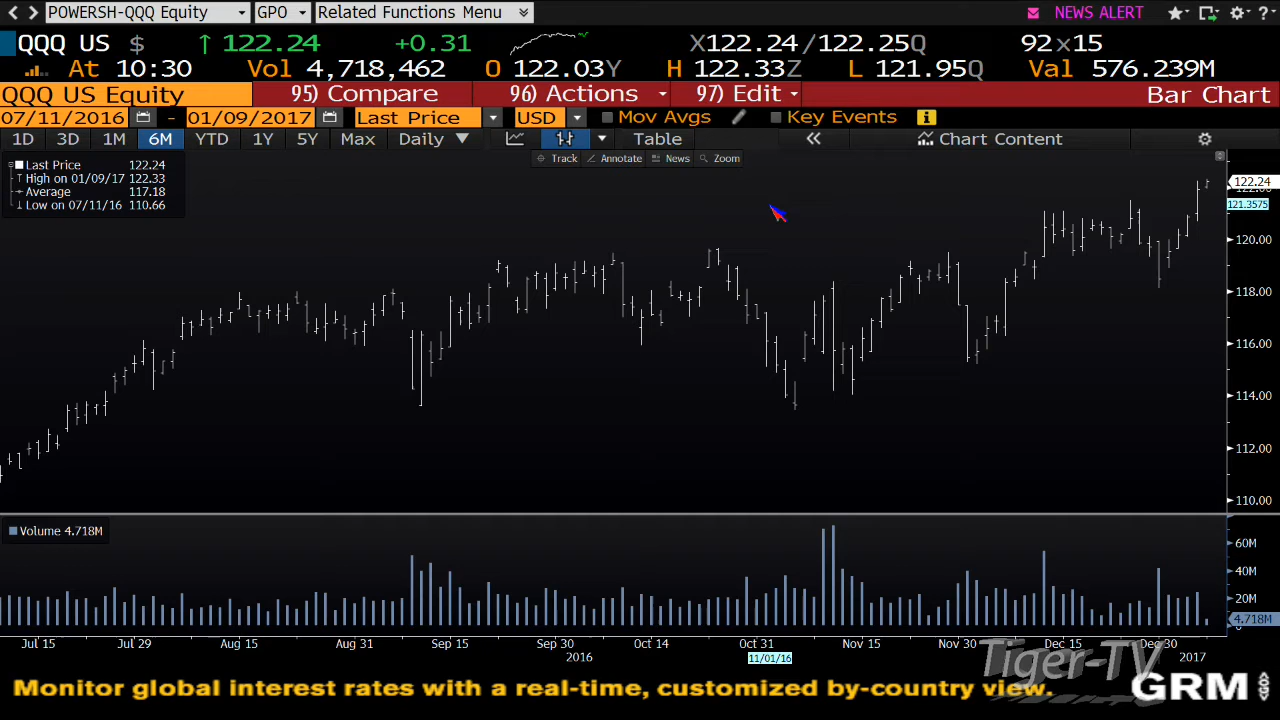 POWERSH-QQQ Equity GPO Related Functions Menu NEWS ALERT ?
QQQ US $ ↑ 122.24 +0.31 X122.24/122.25Q 92x15
At 10:30 Vol 4,718,462 O 122.03Y H 122.33Z L 121.95Q Val 576.239M
QQQ US Equity 95) Compare 96) Actions 97) Edit Bar Chart
07/11/2016 - 01/09/2017 Last Price USD Mov Avgs Key Events i
1D 3D 1M 6M YTD 1Y 5Y Max Daily ▼ Table « Chart Content
Track Annotate News Zoom
Last Price 122.24
High on 01/09/17 122.33
Average 117.18
Low on 07/11/16 110.66
122.24
122.00
121.3575
120.00
118.00
116.00
114.00
112.00
110.00
Volume 4.718M
60M
40M
20M
4.718M
0
Jul 15 Jul 29 Aug 15 Aug 31 Sep 15 Sep 30 Oct 14 Oct 31 Nov 15 Nov 30 Dec 15 Dec 30
2016 11/01/16 2017
Tiger-TV
Monitor global interest rates with a real-time, customized by-country view. GRM <GO>